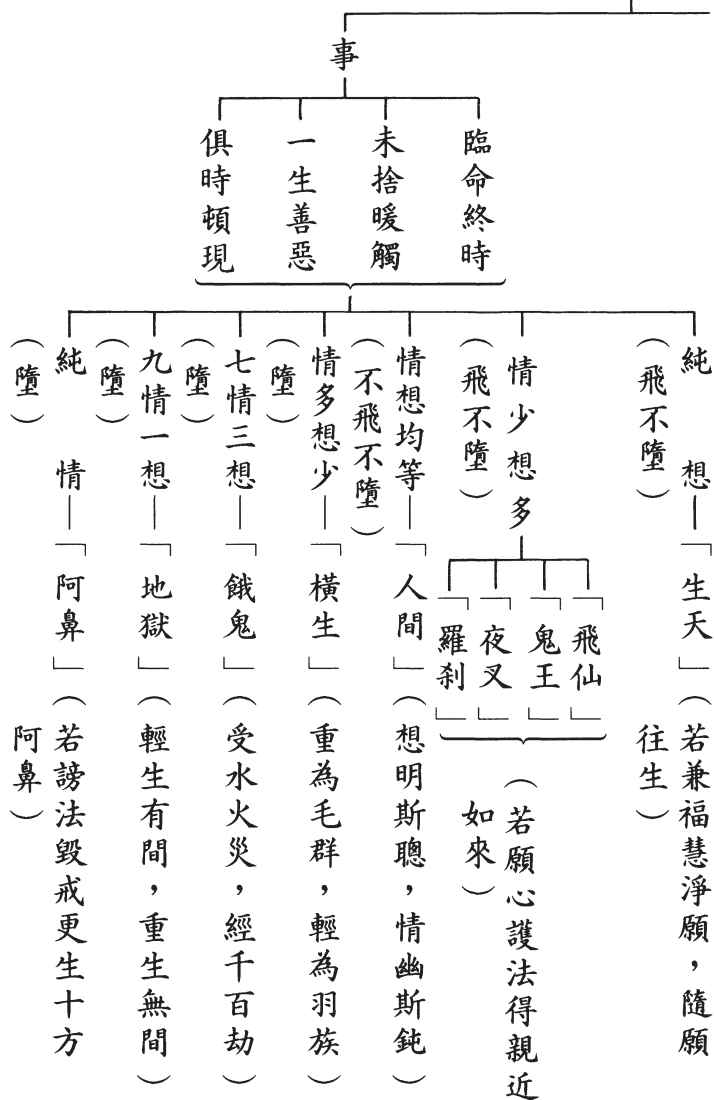 事
臨命終時
未捨暖觸
一生善惡
俱時頓現
純想
（飛不墮）
「生天」
（若兼福慧淨願，隨願
往生）
情少想多
（飛不墮）
「飛仙」
「鬼王」
「夜叉」
「羅剎」
（若願心護法得親近
如來）
情想均等
（不飛不墮）
「人間」
（想明斯聰，情幽斯鈍）
情多想少
（墮）
「橫生」
（重為毛群，輕為羽族）
七情三想
（墮）
「餓鬼」
（受水火災，經千百劫）
九情一想
（墮）
「地獄」
（輕生有間，重生無間）
純情
（墮）
「阿鼻」
（若謗法毀戒更生十方
阿鼻）